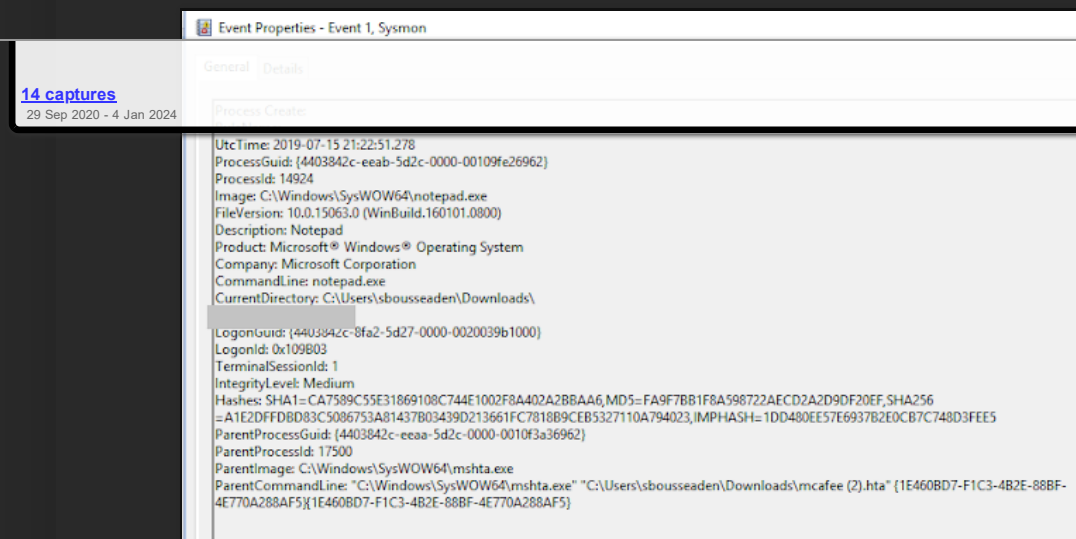 Event Properties - Event 1, Sysmon
General Details
14 captures
29 Sep 2020 - 4 Jan 2024
Process Create:
UtcTime: 2019-07-15 21:22:51.278
ProcessGuid: {4403842c-eeab-5d2c-0000-00109fe26962}
ProcessId: 14924
Image: C:\Windows\SysWOW64\notepad.exe
FileVersion: 10.0.15063.0 (WinBuild.160101.0800)
Description: Notepad
Product: Microsoft® Windows® Operating System
Company: Microsoft Corporation
CommandLine: notepad.exe
CurrentDirectory: C:\Users\sbousseaden\Downloads\
LogonGuid: {4403842c-8fa2-5d27-0000-0020039b1000}
LogonId: 0x109B03
TerminalSessionId: 1
IntegrityLevel: Medium
Hashes: SHA1=CA7589C55E31869108C744E1002F8A402A2BBAA6,MD5=FA9F7BB1F8A598722AECD2A2D9DF20EF,SHA256
=A1E2DFFDBD83C5086753A81437B03439D213661FC7818B9CEB5327110A794023,IMPHASH=1DD480EE57E6937B2E0CB7C748D3FEE5
ParentProcessGuid: {4403842c-eeaa-5d2c-0000-0010f3a36962}
ParentProcessId: 17500
ParentImage: C:\Windows\SysWOW64\mshta.exe
ParentCommandLine: "C:\Windows\SysWOW64\mshta.exe" "C:\Users\sbousseaden\Downloads\mcafee (2).hta" {1E460BD7-F1C3-4B2E-88BF-
4E770A288AF5}{1E460BD7-F1C3-4B2E-88BF-4E770A288AF5}